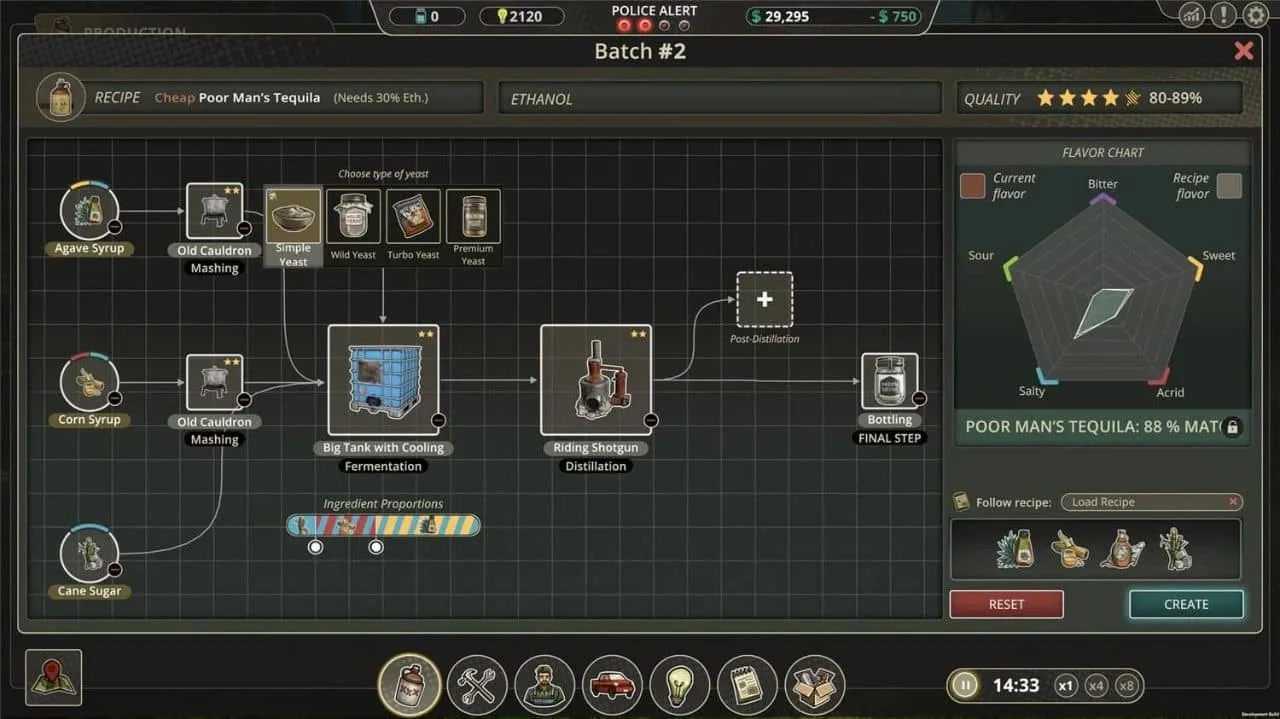 PRODUCTION
0
2120
POLICE ALERT
$ 29,295
- $ 750
Batch #2
RECIPE Cheap Poor Man's Tequila (Needs 30% Eth.)
ETHANOL
QUALITY 80-89%
Choose type of yeast
Simple
Yeast
Wild Yeast
Turbo Yeast
Premium
Yeast
Agave Syrup
Old Cauldron
Mashing
Corn Syrup
Old Cauldron
Mashing
Cane Sugar
Big Tank with Cooling
Fermentation
Ingredient Proportions
Riding Shotgun
Distillation
+
Post-Distillation
Bottling
FINAL STEP
FLAVOR CHART
Current
flavor
Recipe
flavor
Bitter
Sour
Sweet
Salty
Acrid
POOR MAN'S TEQUILA: 88 % MATC
Follow recipe:
Load Recipe
RESET
CREATE
14:33
x1
x4
x8
Development Build